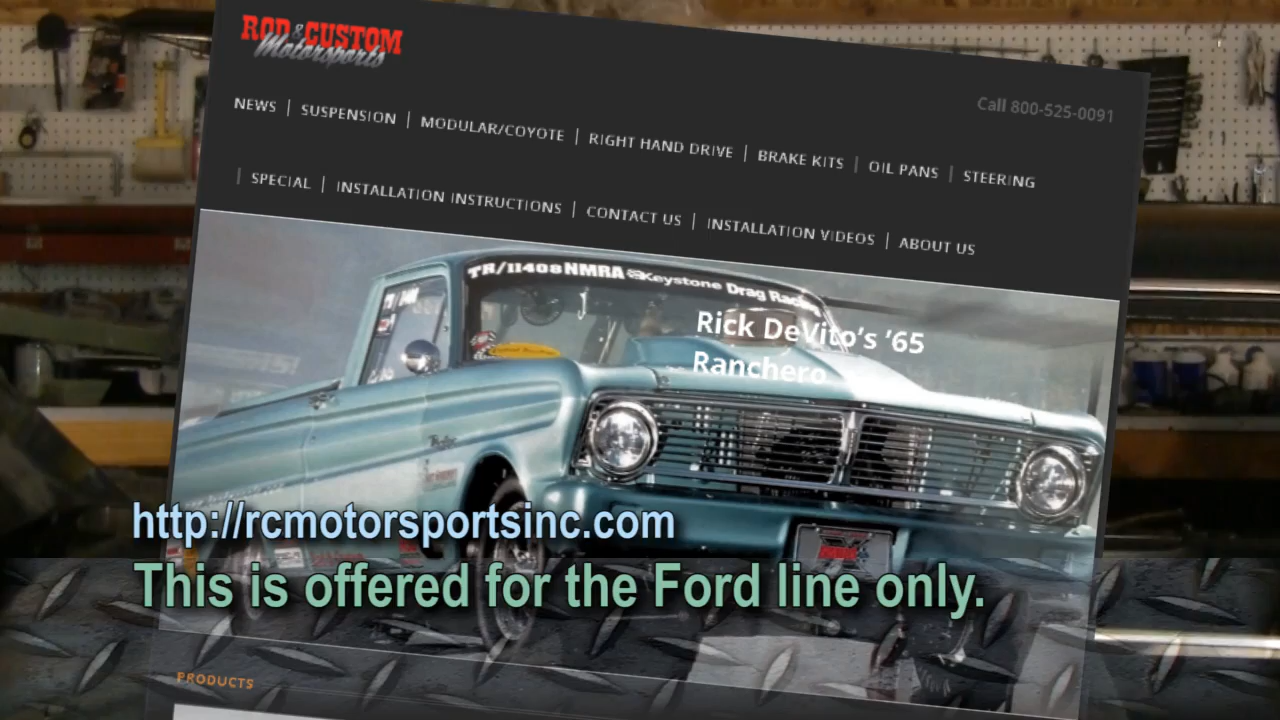 ROD & CUSTOM
Motorsports
Call 800-525-0091
NEWS | SUSPENSION | MODULAR/COYOTE | RIGHT HAND DRIVE | BRAKE KITS | OIL PANS | STEERING
| SPECIAL | INSTALLATION INSTRUCTIONS | CONTACT US | INSTALLATION VIDEOS | ABOUT US
TR/11408 NMRA Keystone Drag Racing
Rick DeVito's '65
Ranchero
http://rcmotorsportsinc.com
This is offered for the Ford line only.
PRODUCTS